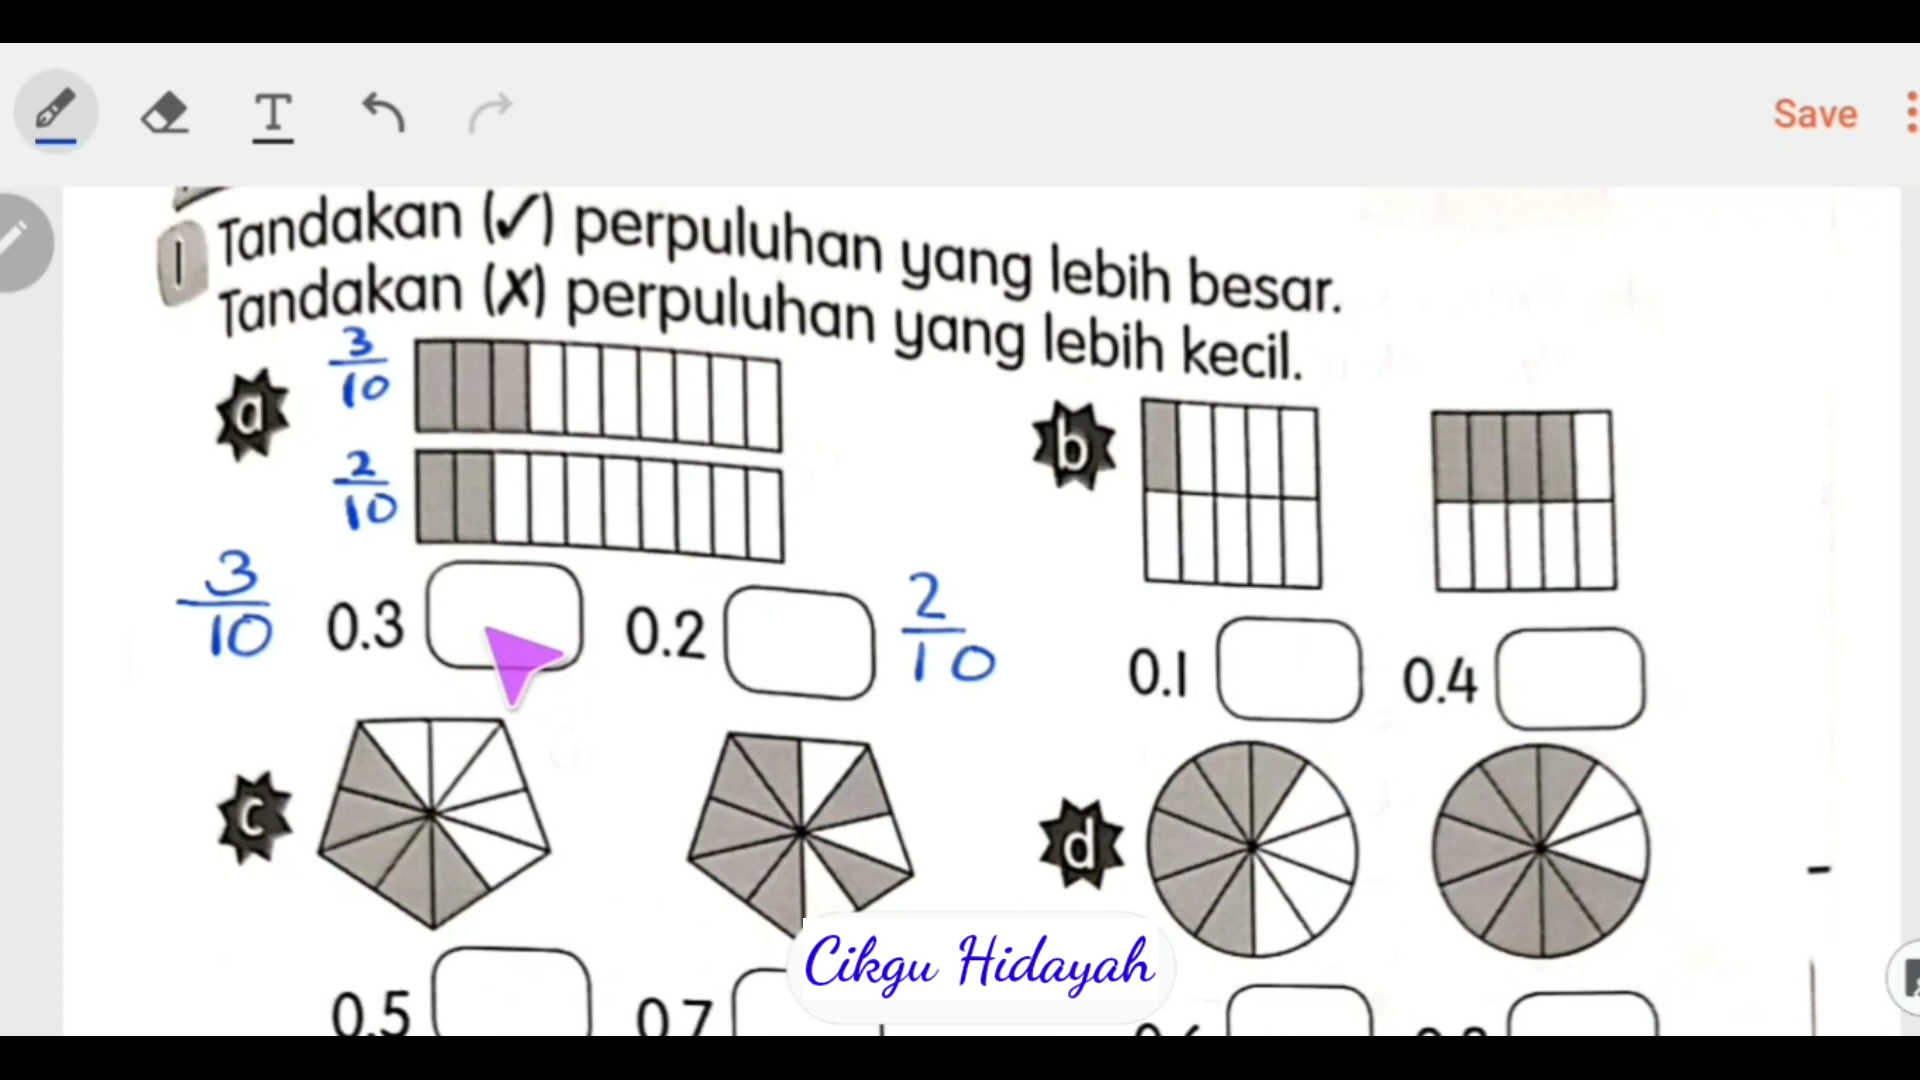 T
Save
1 Tandakan (✓) perpuluhan yang lebih besar.
Tandakan (✗) perpuluhan yang lebih kecil.
a
3/10
2/10
3/10 0.3 0.2 2/10
b
0.1 0.4
c
0.5 0.7
d
Cikgu Hidayah